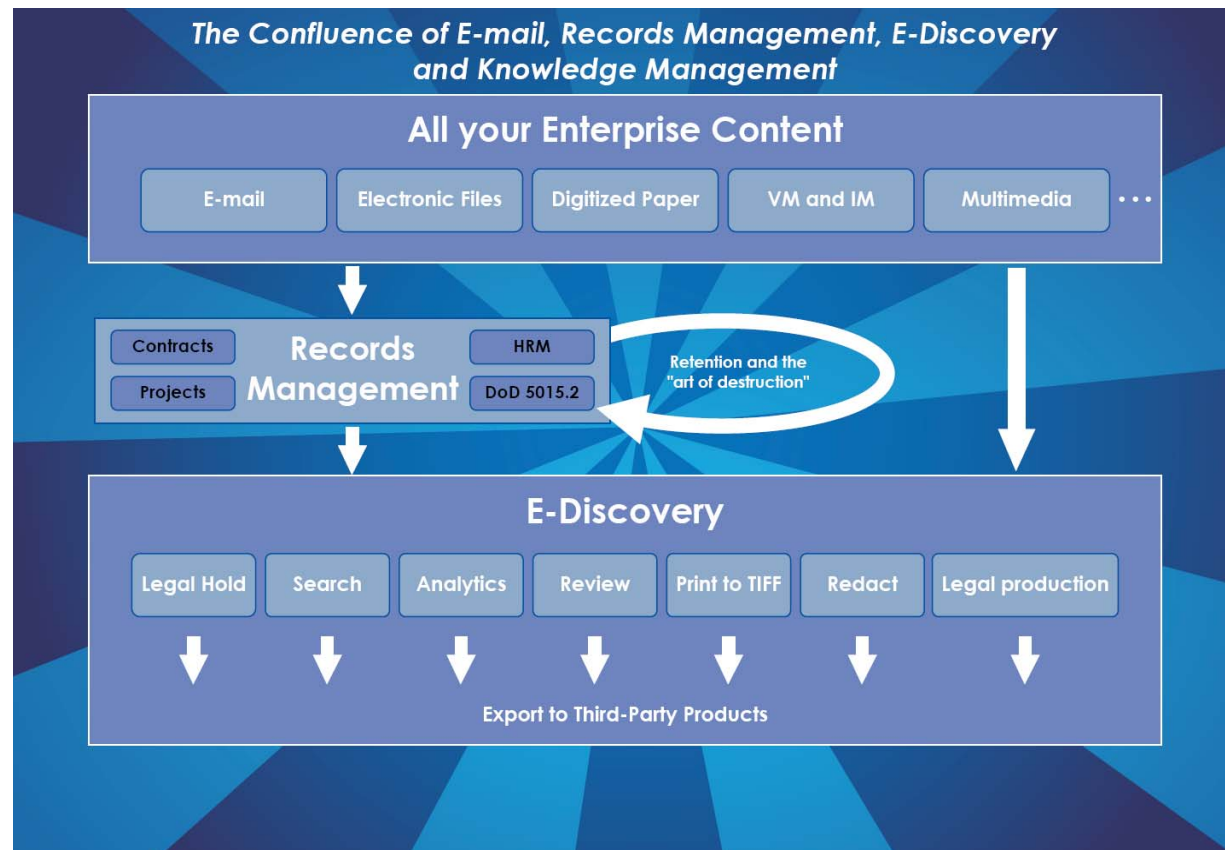 The Confluence of E-mail, Records Management, E-Discovery
and Knowledge Management
All your Enterprise Content
E-mail
Electronic Files
Digitized Paper
VM and IM
Multimedia
...
Contracts
Projects
Records
Management
HRM
DoD 5015.2
Retention and the
"art of destruction"
E-Discovery
Legal Hold
Search
Analytics
Review
Print to TIFF
Redact
Legal production
Export to Third-Party Products